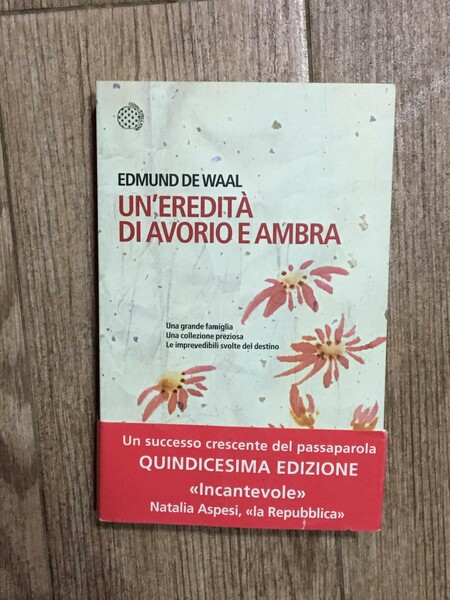 EDMUND DE WAAL
UN'EREDITÀ
DI AVORIO E AMBRA
Una grande famiglia
Una collezione preziosa
Le imprevedibili svolte del destino
Un successo crescente del passaparola
QUINDICESIMA EDIZIONE
«Incantevole»
Natalia Aspesi, «la Repubblica»